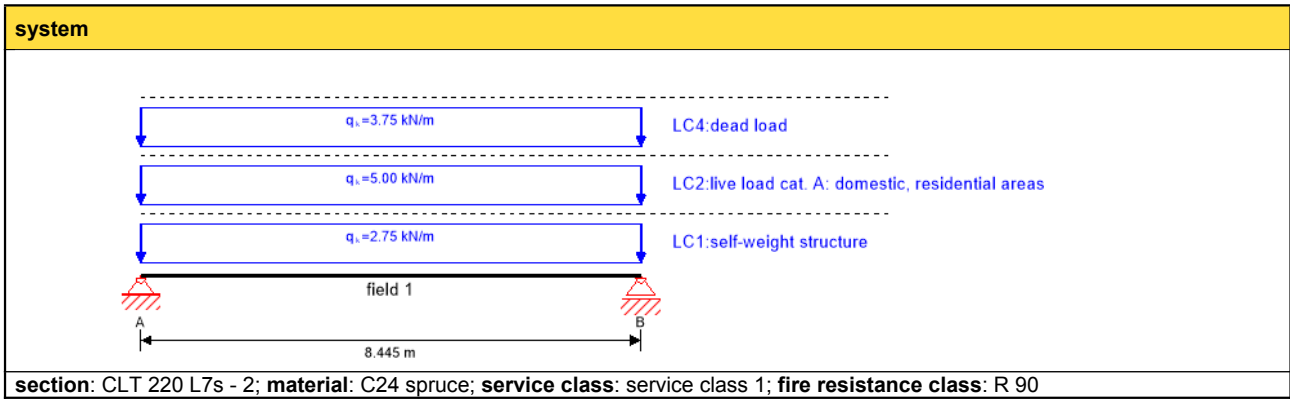 system
qₖ=3.75 kN/m
LC4:dead load
qₖ=5.00 kN/m
LC2:live load cat. A: domestic, residential areas
qₖ=2.75 kN/m
LC1:self-weight structure
field 1
A
B
8.445 m
section: CLT 220 L7s - 2; material: C24 spruce; service class: service class 1; fire resistance class: R 90